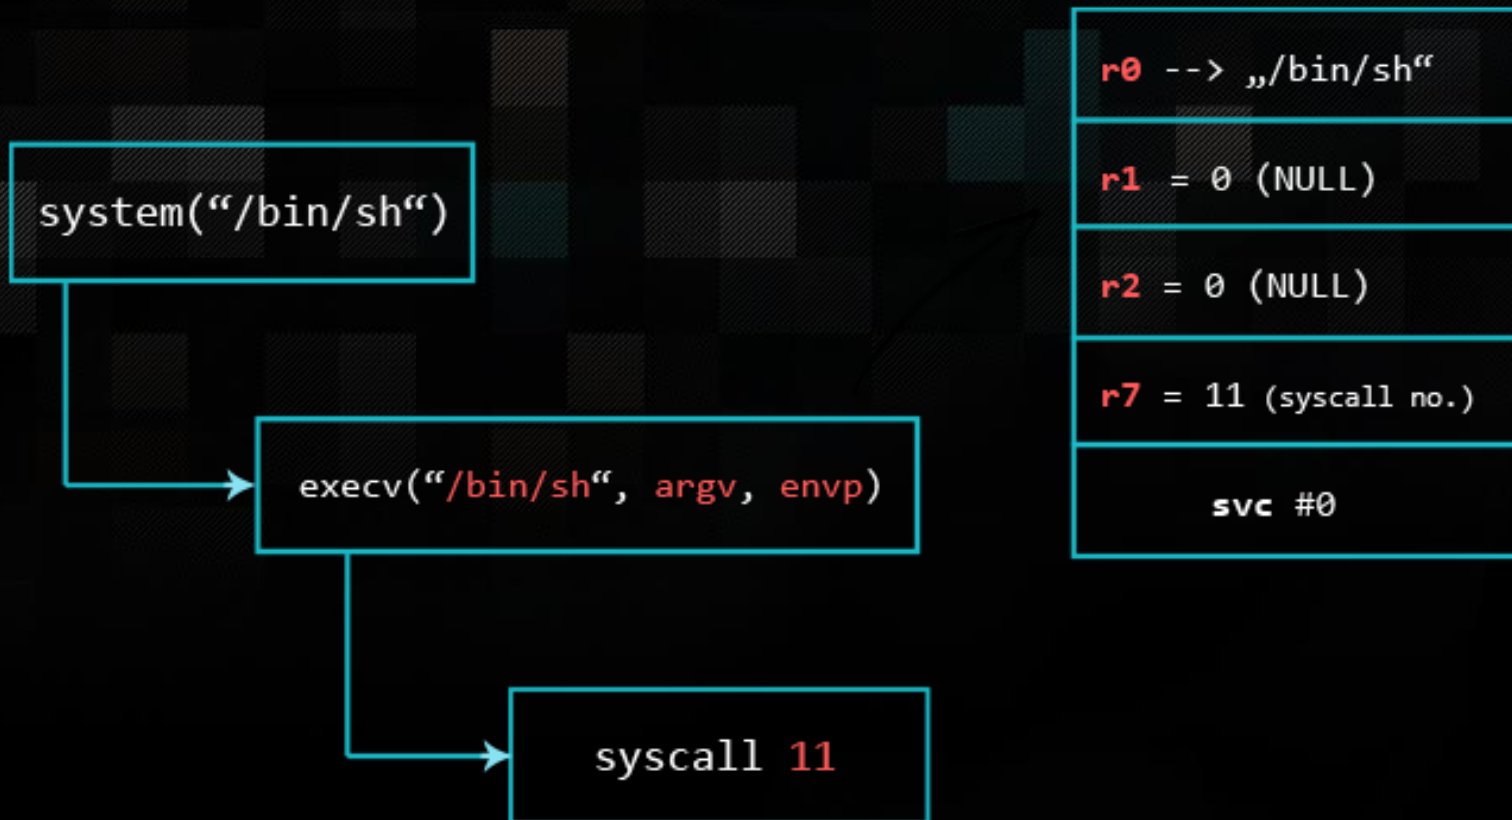 system(“/bin/sh“)
execv(“/bin/sh“, argv, envp)
syscall 11
r0 --> „/bin/sh“
r1 = 0 (NULL)
r2 = 0 (NULL)
r7 = 11 (syscall no.)
svc #0